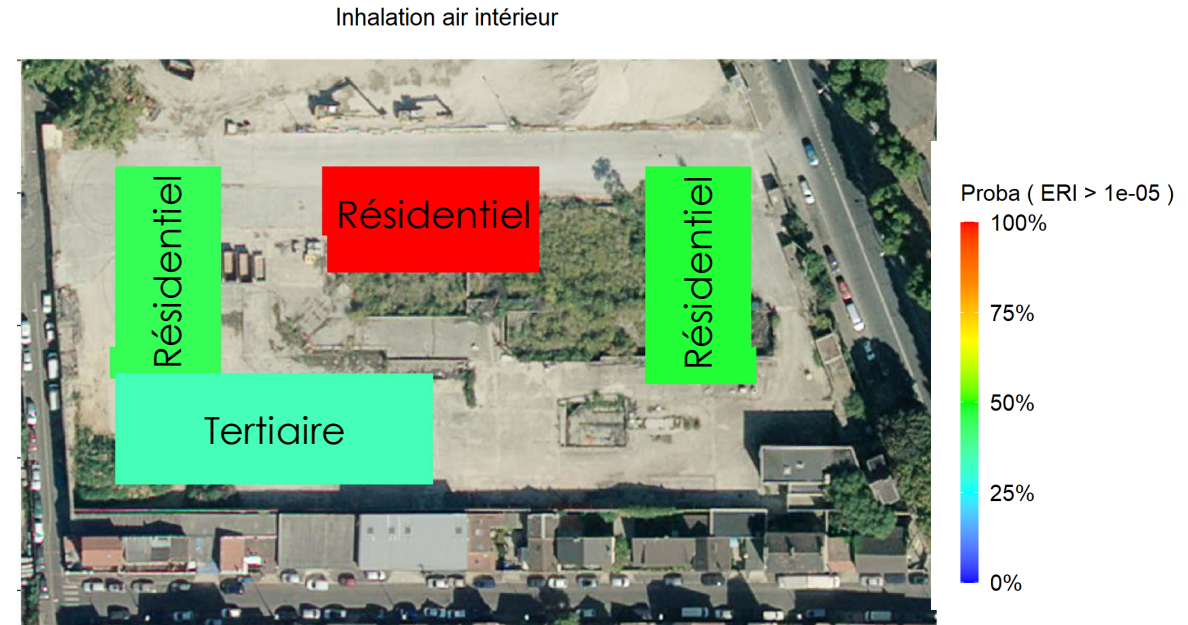 Inhalation air intérieur
Résidentiel
Résidentiel
Résidentiel
Tertiaire
Proba ( ERI > 1e-05 )
100%
75%
50%
25%
0%